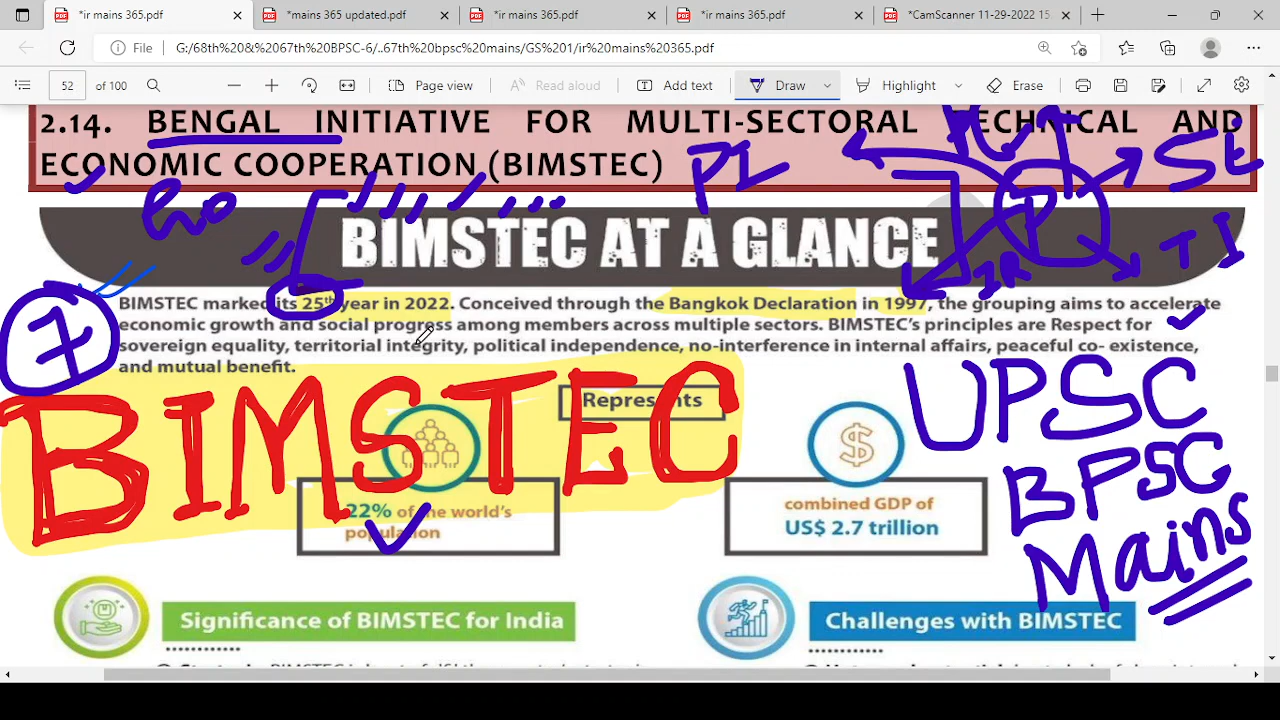 *ir mains 365.pdf
*mains 365 updated.pdf
*ir mains 365.pdf
*ir mains 365.pdf
*CamScanner 11-29-2022 15
File
G:/68th%20&%2067th%20BPSC-6/..67th%20bpsc%20mains/GS%201/ir%20mains%20365.pdf
52 of 100
Page view
Read aloud
Add text
Draw
Highlight
Erase
2.14. BENGAL INITIATIVE FOR MULTI-SECTORAL TECHNICAL AND
ECONOMIC COOPERATION (BIMSTEC)
PI
SE
P
TI
IR
BIMSTEC AT A GLANCE
7
BIMSTEC marked its 25th year in 2022. Conceived through the Bangkok Declaration in 1997, the grouping aims to accelerate
economic growth and social progress among members across multiple sectors. BIMSTEC's principles are Respect for
sovereign equality, territorial integrity, political independence, no-interference in internal affairs, peaceful co- existence,
and mutual benefit.
BIMSTEC
UPSC
BPSC
Mains
Represents
22% of the world's
population
combined GDP of
US$ 2.7 trillion
Significance of BIMSTEC for India
Challenges with BIMSTEC